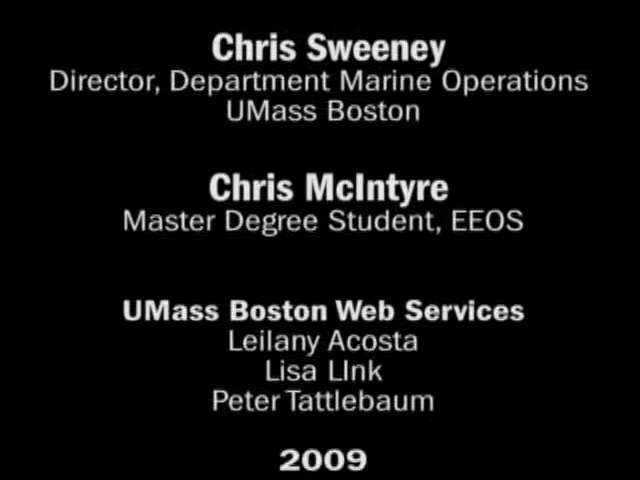 Chris Sweeney
Director, Department Marine Operations
UMass Boston
Chris McIntyre
Master Degree Student, EEOS
UMass Boston Web Services
Leilany Acosta
Lisa LInk
Peter Tattlebaum
2009